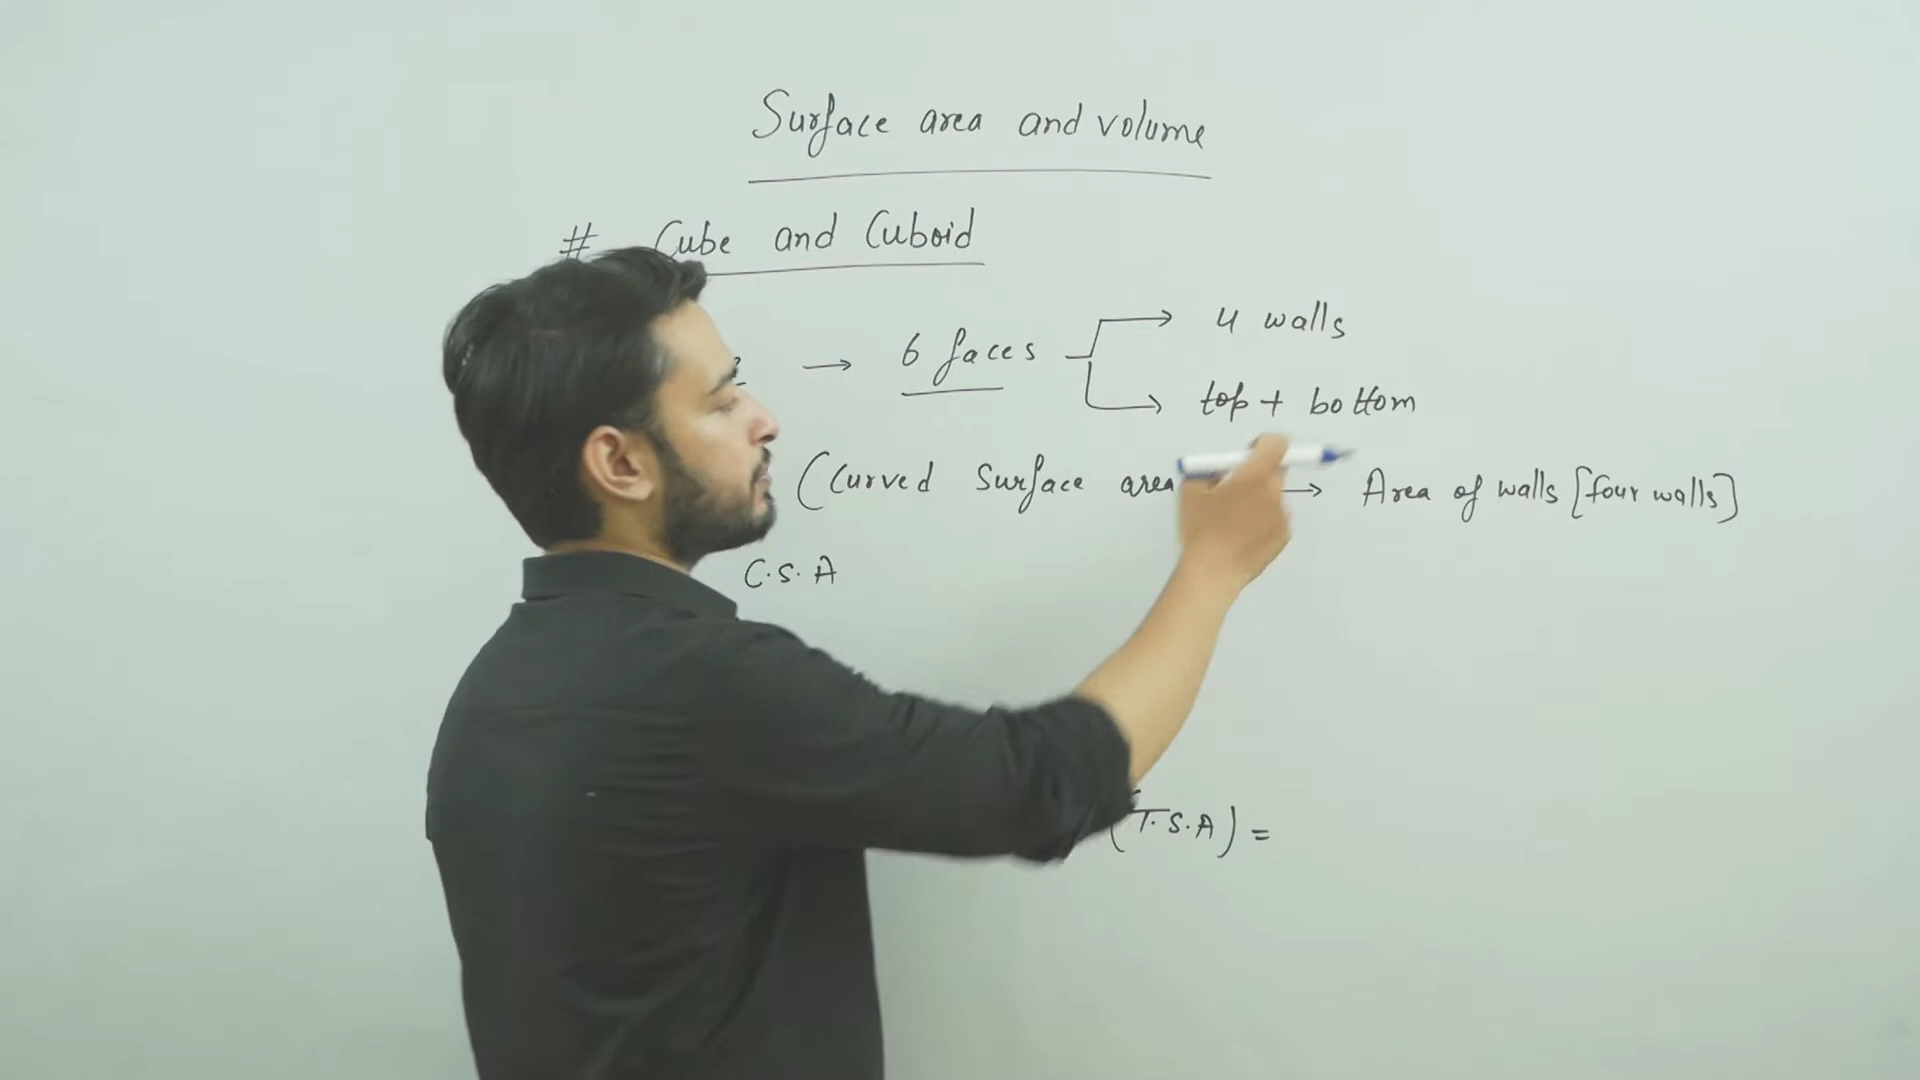 Surface area and volume
# Cube and Cuboid
→ 6 faces → 4 walls
→ top + bottom
(Curved Surface area → Area of walls [four walls]
C.S.A
(T.S.A) =